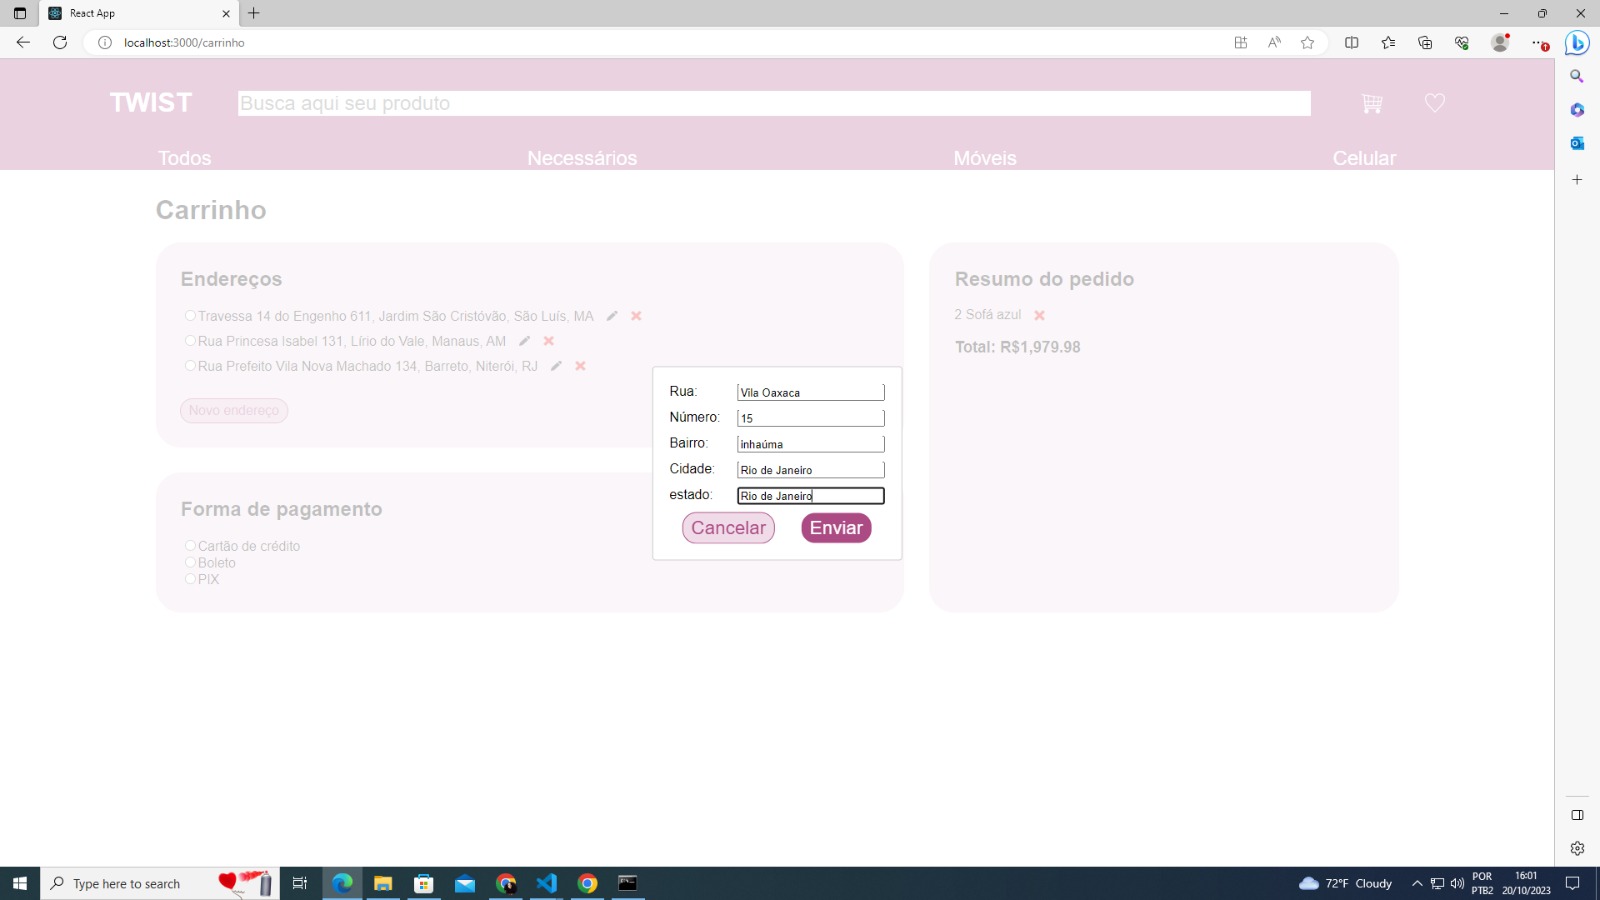 React App
localhost:3000/carrinho
TWIST
Busca aqui seu produto
Todos Necessários Móveis Celular
Carrinho
Endereços
Travessa 14 do Engenho 611, Jardim São Cristóvão, São Luís, MA
Rua Princesa Isabel 131, Lírio do Vale, Manaus, AM
Rua Prefeito Vila Nova Machado 134, Barreto, Niterói, RJ
Novo endereço
Forma de pagamento
Cartão de crédito
Boleto
PIX
Resumo do pedido
2 Sofá azul
Total: R$1,979.98
Rua: Vila Oaxaca
Número: 15
Bairro: inhaúma
Cidade: Rio de Janeiro
estado: Rio de Janeiro
Cancelar Enviar
Type here to search
72°F Cloudy
POR
PTB2
16:01
20/10/2023